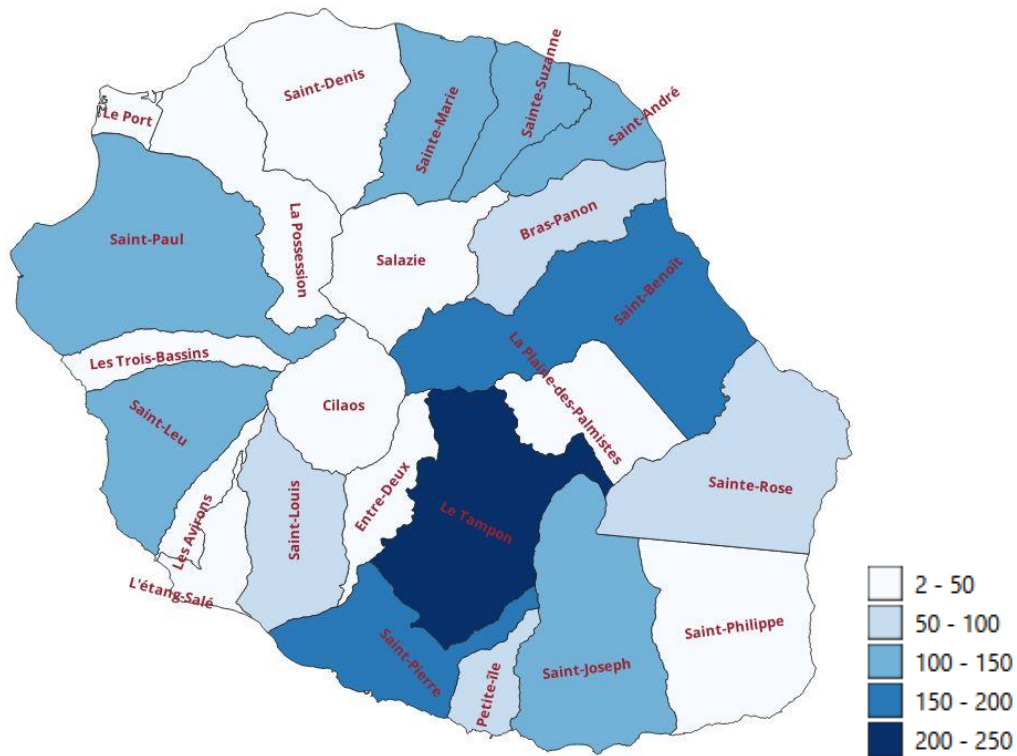 Saint-Denis
Le Port
Sainte-Marie
Sainte-Suzanne
Saint-André
La Possession
Saint-Paul
Salazie
Bras-Panon
Saint-Benoît
Les Trois-Bassins
La Plaine-des-Palmistes
Cilaos
Saint-Leu
Entre-Deux
Sainte-Rose
Saint-Louis
Les Avirons
Le Tampon
L'étang-Salé
Saint-Pierre
Petite-île
Saint-Joseph
Saint-Philippe
2 - 50
50 - 100
100 - 150
150 - 200
200 - 250